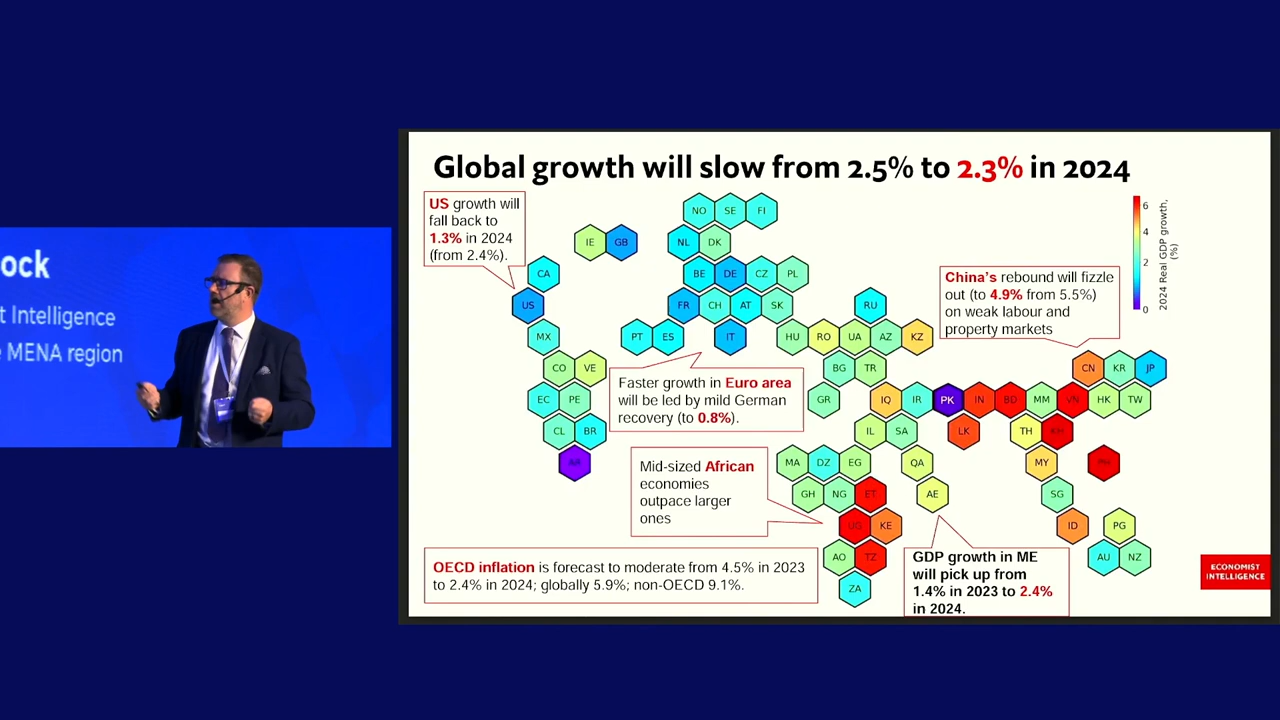 ock
t Intelligence
e MENA region
Global growth will slow from 2.5% to 2.3% in 2024
US growth will
fall back to
1.3% in 2024
(from 2.4%).
NO SE FI
IE GB NL DK
CA BE DE CZ PL
US FR CH AT SK RU
MX PT ES IT HU RO UA AZ KZ
CO VE BG TR CN KR JP
EC PE GR IQ IR PK IN BD MM VN HK TW
CL BR IL SA LK TH KH
AR MA DZ EG QA MY PH
GH NG ET AE SG
UG KE ID PG
AO TZ AU NZ
ZA
6
4
2
0
2024 Real GDP growth,
(%)
China's rebound will fizzle
out (to 4.9% from 5.5%)
on weak labour and
property markets
Faster growth in Euro area
will be led by mild German
recovery (to 0.8%).
Mid-sized African
economies
outpace larger
ones
OECD inflation is forecast to moderate from 4.5% in 2023
to 2.4% in 2024; globally 5.9%; non-OECD 9.1%.
GDP growth in ME
will pick up from
1.4% in 2023 to 2.4%
in 2024.
ECONOMIST
INTELLIGENCE